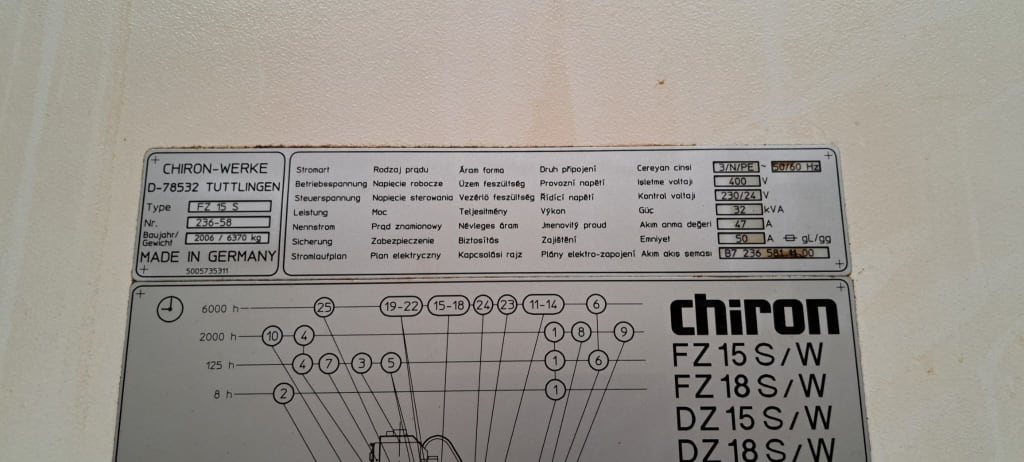 CHIRON-WERKE
D-78532 TUTTLINGEN
Type FZ 15 S
Nr. 236-58
Baujahr/
Gewicht 2006 / 6370 kg
MADE IN GERMANY
5005735311
Stromart Rodzaj prądu Áram forma Druh připojení Cereyan cinsi 3/N/PE ~ 50/60 Hz
Betriebsspannung Napięcie robocze Üzem feszültség Provozní napětí İşletme voltajı 400 V
Steuerspannung Napięcie sterowania Vezérlő feszültség Řídící napětí Kontrol voltajı 230/24 V
Leistung Moc Teljesítmény Výkon Güç 32 kVA
Nennstrom Prąd znamionowy Névleges áram Jmenovitý proud Akım anma değeri 47 A
Sicherung Zabezpieczenie Biztosítás Zajištění Emniyet 50 A gL/gg
Stromlaufplan Plan elektryczny Kapcsolási rajz Plány elektro-zapojení Akım akış şeması B7 236 581 00
6000 h 25 19-22 15-18 24 23 11-14 6
2000 h 10 4 1 8 9
125 h 4 7 3 5 1 6
8 h 2 1
chiron
FZ 15 S/W
FZ 18 S/W
DZ 15 S/W
DZ 18 S/W